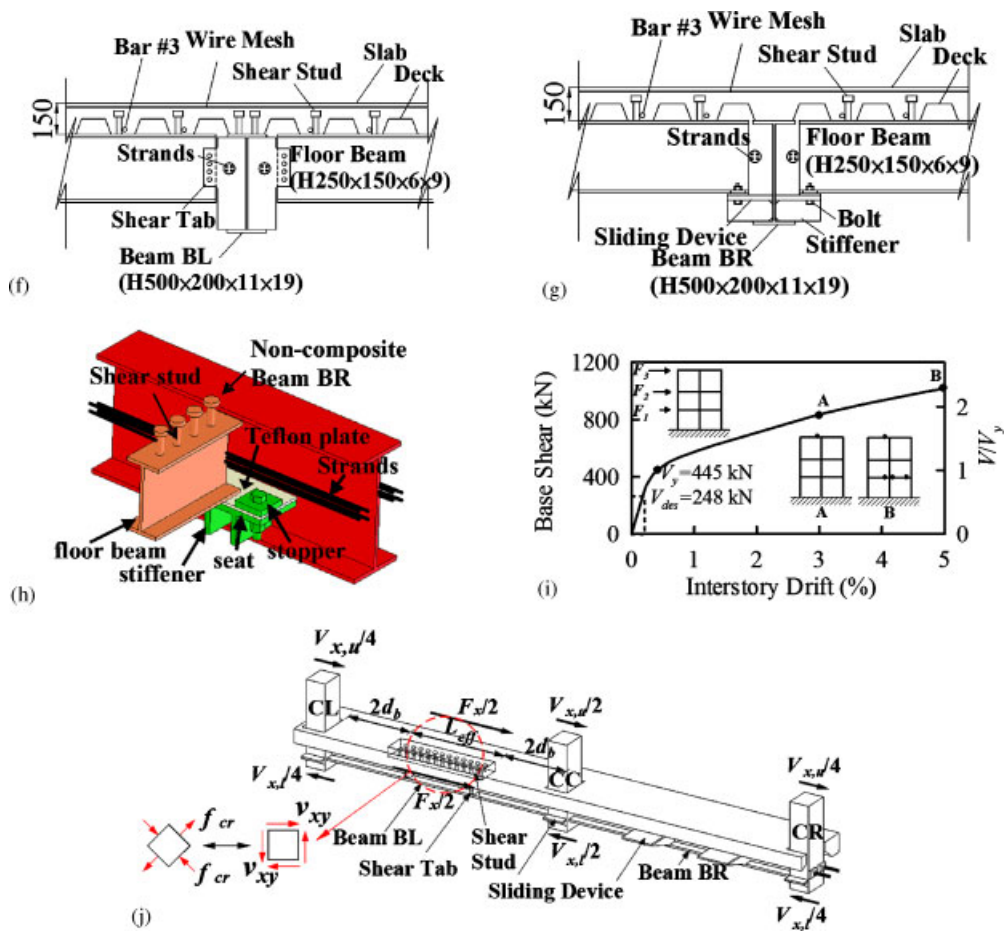 Bar #3 Wire Mesh
Shear Stud
Slab
Deck
150
Strands
Floor Beam
(H250×150×6×9)
Shear Tab
Beam BL
(H500×200×11×19)
(f)
Bar #3 Wire Mesh
Shear Stud
Slab
Deck
150
Strands
Floor Beam
(H250×150×6×9)
Bolt
Sliding Device
Stiffener
Beam BR
(H500×200×11×19)
(g)
Non-composite
Beam BR
Shear stud
Teflon plate
Strands
floor beam
stiffener
seat
stopper
(h)
Base Shear (kN)
1200
800
400
0
F3
F2
F1
A
B
Vy=445 kN
Vdes=248 kN
A
B
2
1
0
V/Vy
0 1 2 3 4 5
Interstory Drift (%)
(i)
Vx,u/4
CL
2db
Fx/2
Leff
Vx,u/2
2db
CC
Vx,u/4
CR
Vx,l/4
Fx/2
Beam BL
Shear Tab
Shear
Stud
Vx,l/2
Sliding Device
Beam BR
Vx,l/4
fcr
fcr
vxy
vxy
(j)